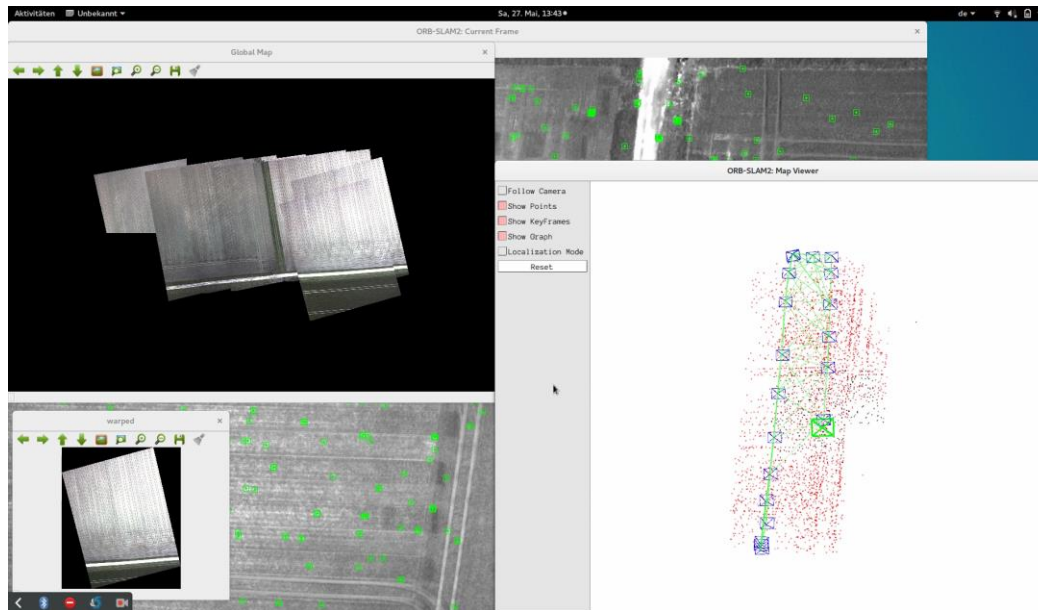 Aktivitäten Unbekannt Sa, 27. Mai, 13:43 de
ORB-SLAM2: Current Frame
Global Map
ORB-SLAM2: Map Viewer
Follow Camera
Show Points
Show KeyFrames
Show Graph
Localization Mode
Reset
warped